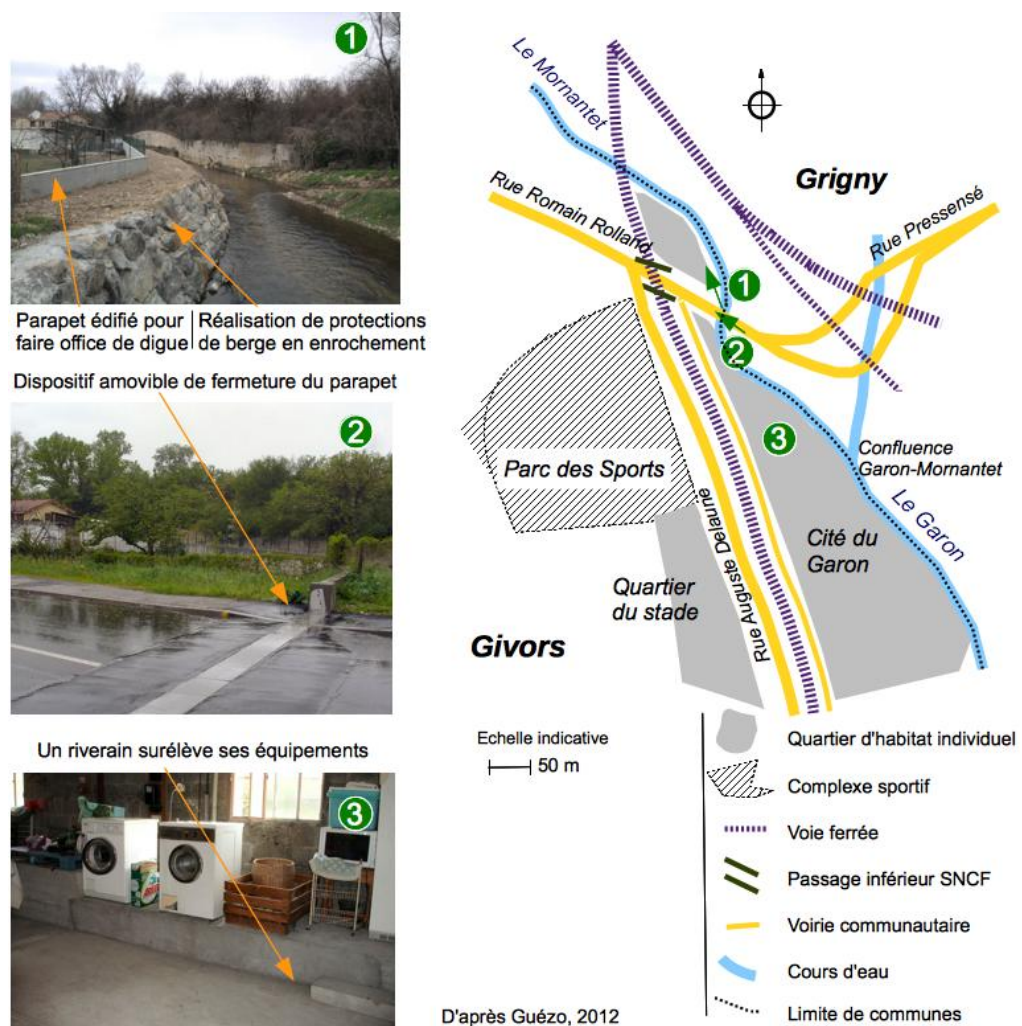 1
Parapet édifié pour
faire office de digue
Réalisation de protections
de berge en enrochement
Dispositif amovible de fermeture du parapet
2
Un riverain surélève ses équipements
3
Le Mornantet
Grigny
Rue Romain Rolland
Rue Pressensé
1
2
3
Parc des Sports
Confluence
Garon-Mornantet
Le Garon
Cité du
Garon
Rue Auguste Delaune
Quartier
du stade
Givors
Echelle indicative
50 m
Quartier d'habitat individuel
Complexe sportif
Voie ferrée
Passage inférieur SNCF
Voirie communautaire
Cours d'eau
Limite de communes
D'après Guézo, 2012